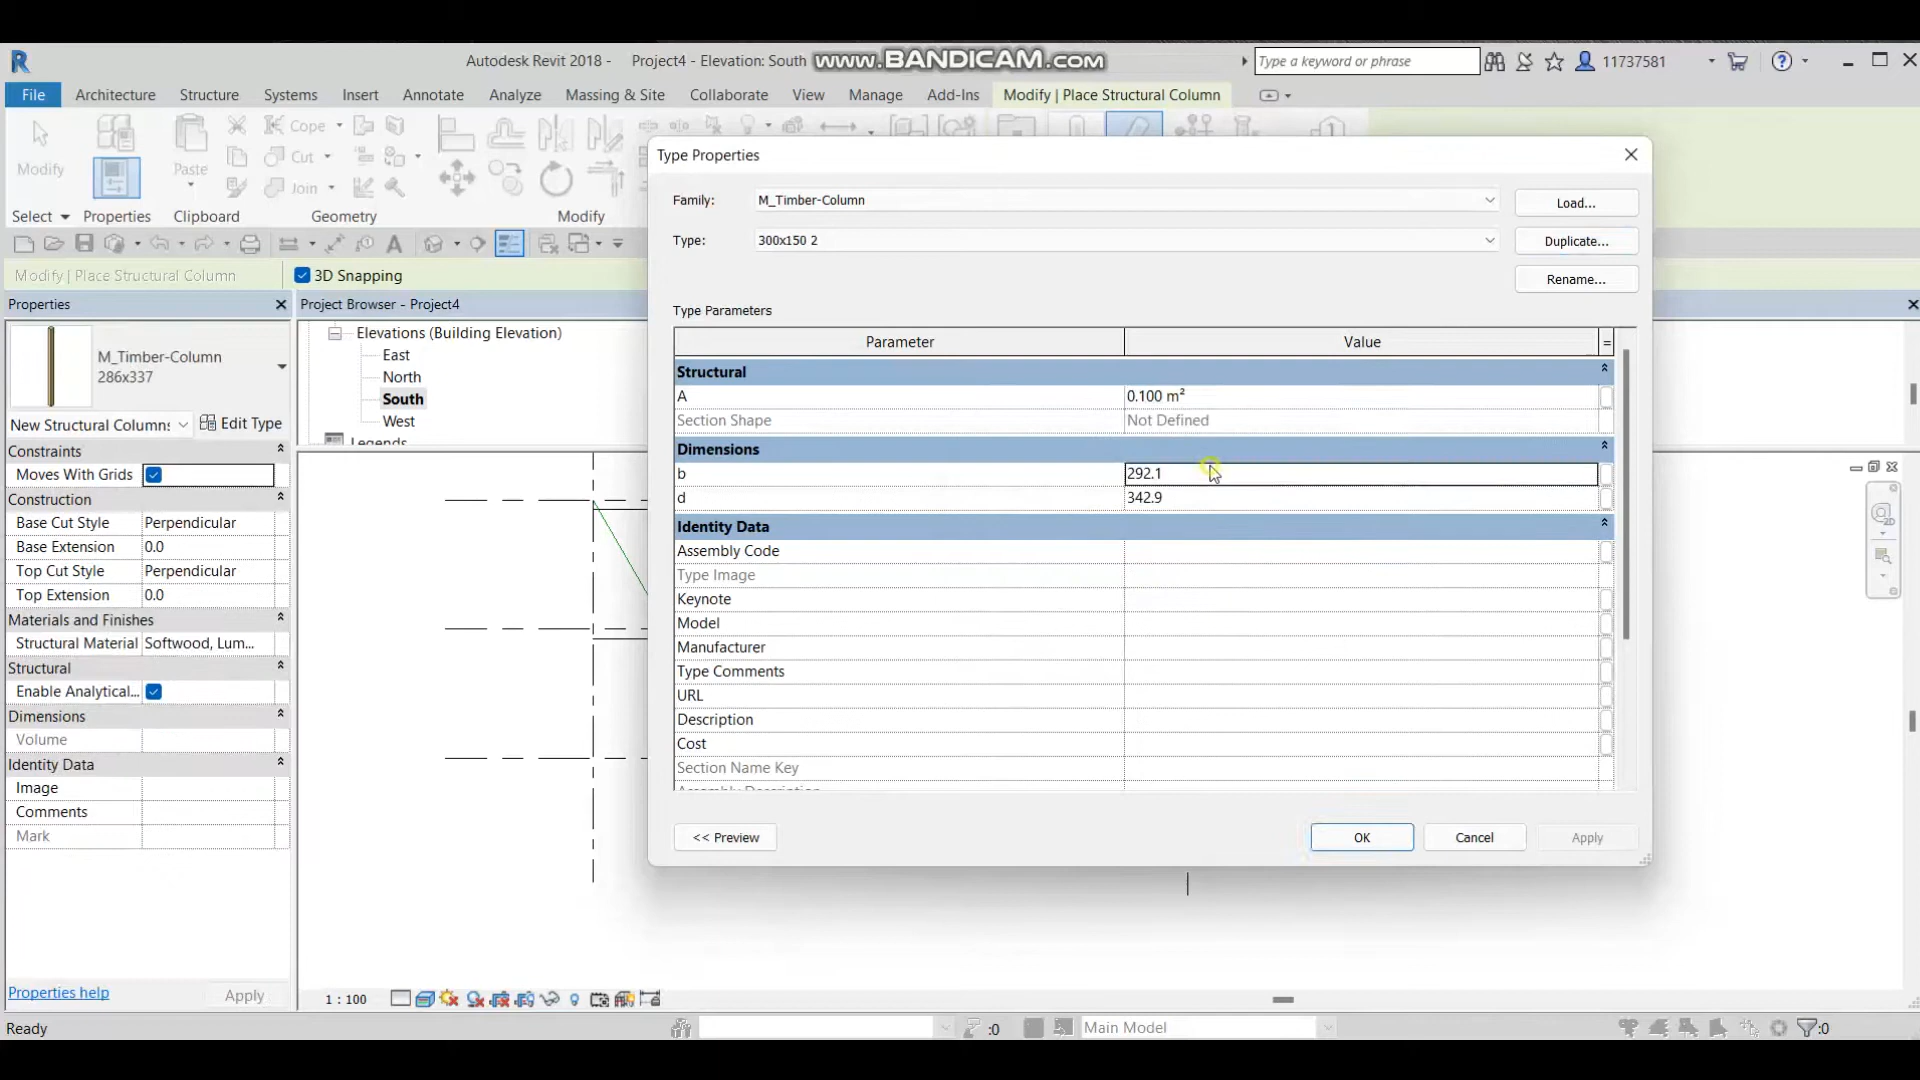 Autodesk Revit 2018 - Project4 - Elevation: South www.BANDICAM.com Type a keyword or phrase 11737581
File Architecture Structure Systems Insert Annotate Analyze Massing & Site Collaborate View Manage Add-Ins Modify | Place Structural Column
Modify Paste Cope Cut Join
Select Properties Clipboard Geometry Modify
Modify | Place Structural Column 3D Snapping
Properties
M_Timber-Column
286x337
New Structural Columns Edit Type
Constraints
Moves With Grids
Construction
Base Cut Style Perpendicular
Base Extension 0.0
Top Cut Style Perpendicular
Top Extension 0.0
Materials and Finishes
Structural Material Softwood, Lum...
Structural
Enable Analytical...
Dimensions
Volume
Identity Data
Image
Comments
Mark
Properties help Apply
Project Browser - Project4
Elevations (Building Elevation)
East
North
South
West
Legends
Type Properties
Family: M_Timber-Column Load...
Type: 300x150 2 Duplicate...
Rename...
Type Parameters
Parameter Value =
Structural
A 0.100 m²
Section Shape Not Defined
Dimensions
b 292.1
d 342.9
Identity Data
Assembly Code
Type Image
Keynote
Model
Manufacturer
Type Comments
URL
Description
Cost
Section Name Key
Assembly Description
<< Preview OK Cancel Apply
1 : 100
Ready :0 Main Model :0